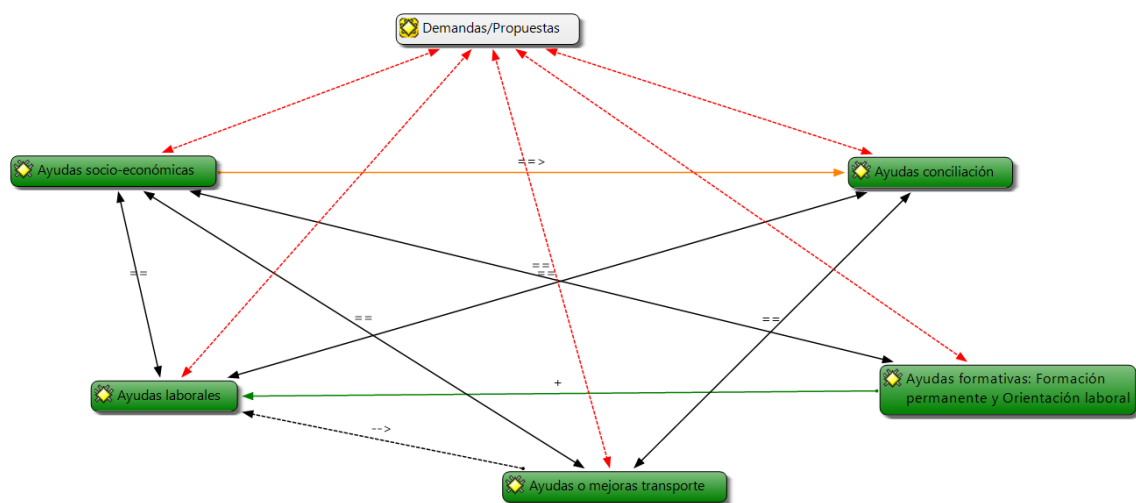 Demandas/Propuestas
==>
Ayudas socio-económicas
Ayudas conciliación
==
==
==
==
==
+
Ayudas formativas: Formación
permanente y Orientación laboral
Ayudas laborales
-->
Ayudas o mejoras transporte